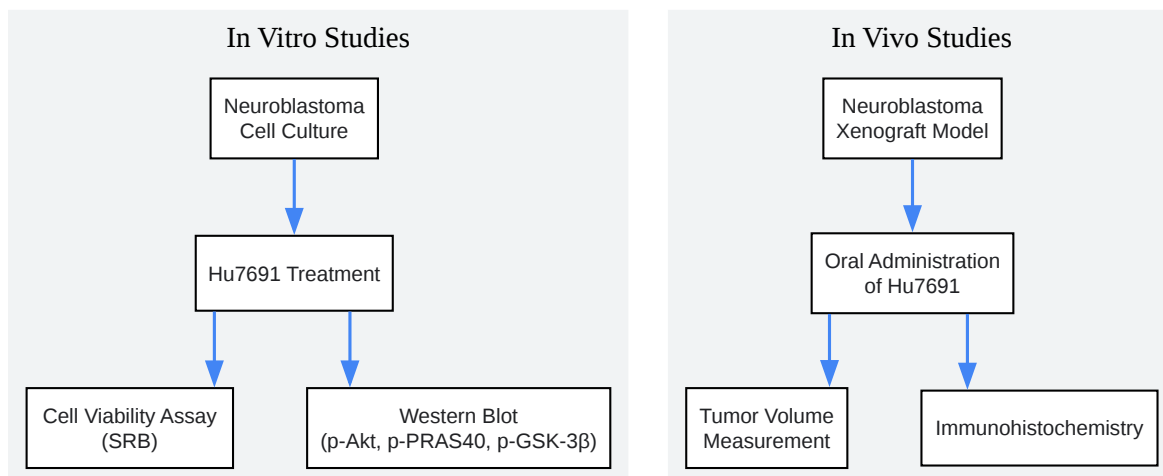 In Vitro Studies
Neuroblastoma
Cell Culture
Hu7691 Treatment
Cell Viability Assay
(SRB)
Western Blot
(p-Akt, p-PRAS40, p-GSK-3β)
In Vivo Studies
Neuroblastoma
Xenograft Model
Oral Administration
of Hu7691
Tumor Volume
Measurement
Immunohistochemistry